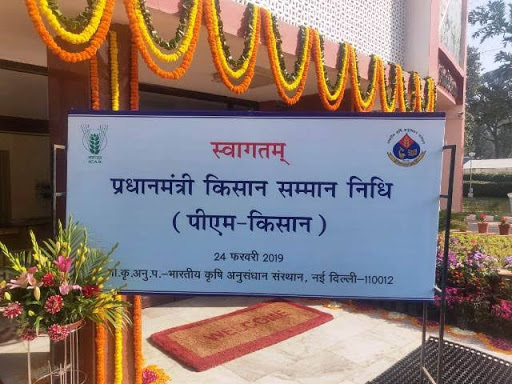 स्वागतम्
प्रधानमंत्री किसान सम्मान निधि
( पीएम-किसान )
24 फरवरी 2019
भा.कृ.अनु.प.–भारतीय कृषि अनुसंधान संस्थान, नई दिल्ली–110012
WELCOME